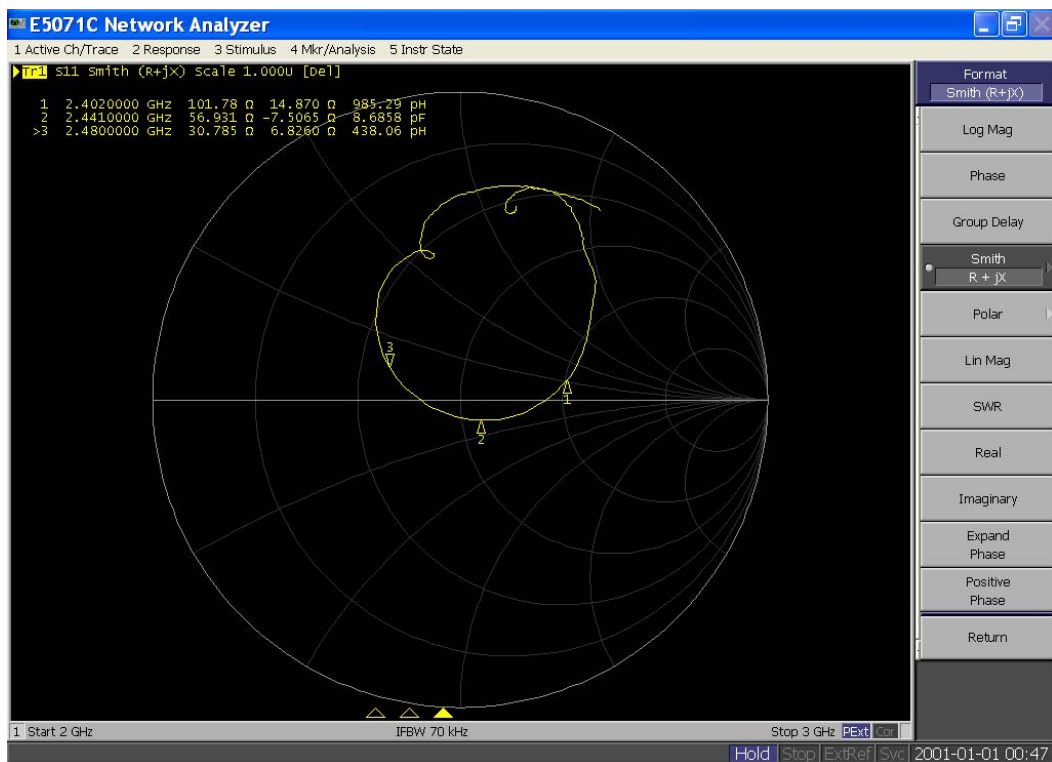 E5071C Network Analyzer
1 Active Ch/Trace 2 Response 3 Stimulus 4 Mkr/Analysis 5 Instr State
Tr1 S11 Smith (R+jX) Scale 1.000U [Del]
1 2.4020000 GHz 101.78 Ω 14.870 Ω 985.29 pH
2 2.4410000 GHz 56.931 Ω -7.5065 Ω 8.6858 pF
>3 2.4800000 GHz 30.785 Ω 6.8260 Ω 438.06 pH
3
1
2
Format
Smith (R+jX)
Log Mag
Phase
Group Delay
Smith
R + jX
Polar
Lin Mag
SWR
Real
Imaginary
Expand
Phase
Positive
Phase
Return
1 Start 2 GHz IFBW 70 kHz Stop 3 GHz PExt Cor
Hold Stop ExtRef Svc 2001-01-01 00:47